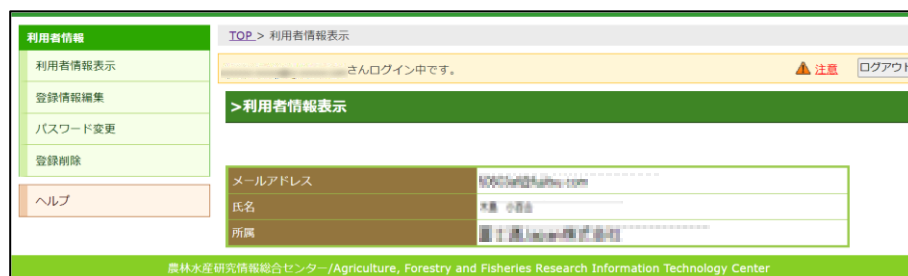 利用者情報
利用者情報表示
登録情報編集
パスワード変更
登録削除
ヘルプ
TOP > 利用者情報表示
さんログイン中です。
注意
ログアウト
>利用者情報表示
メールアドレス
氏名
所属
農林水産研究情報総合センター/Agriculture, Forestry and Fisheries Research Information Technology Center